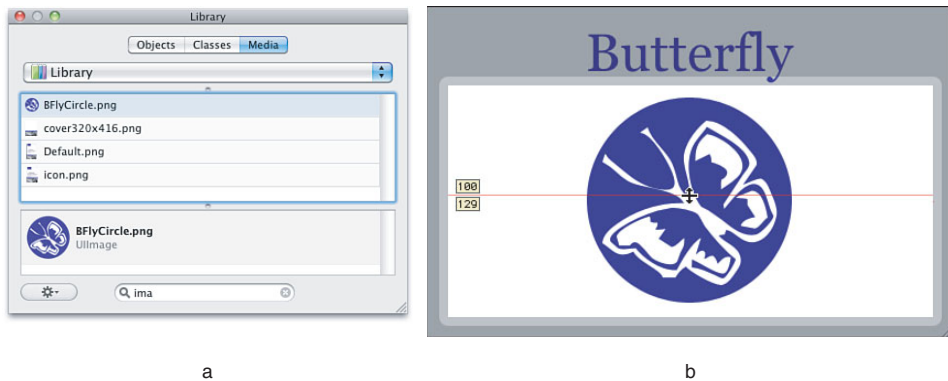 Library
Objects Classes Media
Library
BFlyCircle.png
cover320x416.png
Default.png
icon.png
BFlyCircle.png
UIImage
ima
Butterfly
100
129
a
b